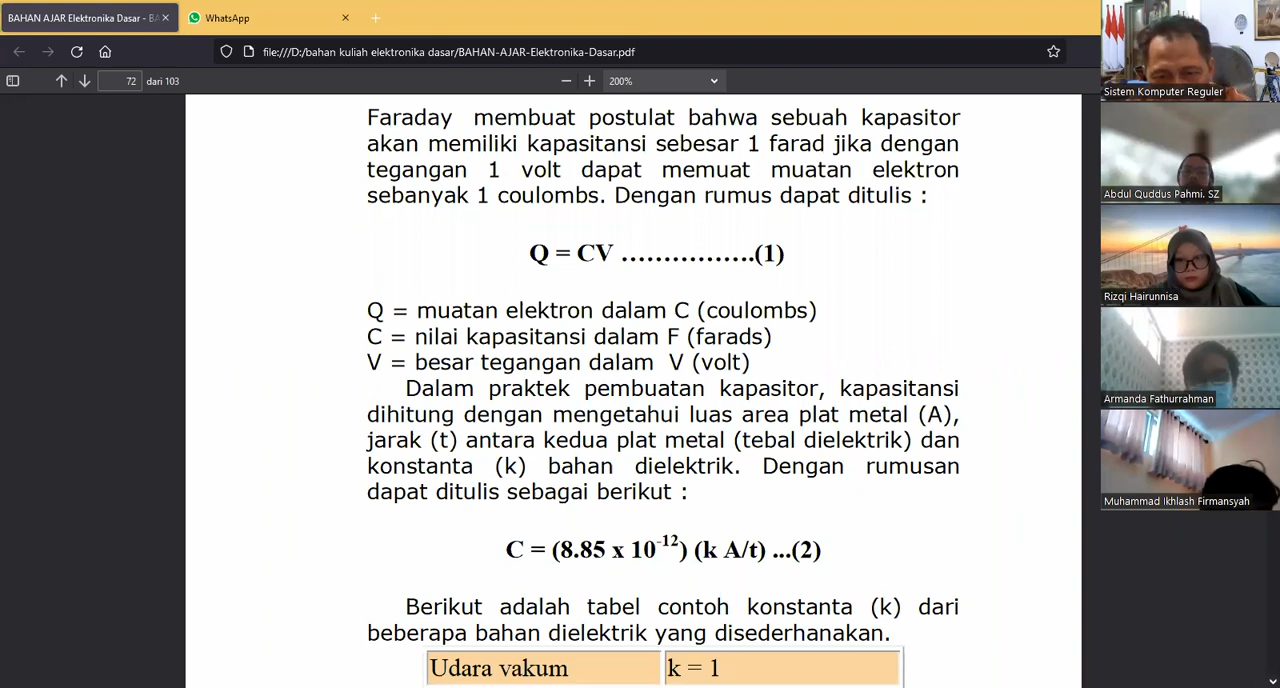 BAHAN AJAR Elektronika Dasar - BA
WhatsApp
file:///D:/bahan kuliah elektronika dasar/BAHAN-AJAR-Elektronika-Dasar.pdf
72 dari 103
200%
Faraday membuat postulat bahwa sebuah kapasitor
akan memiliki kapasitansi sebesar 1 farad jika dengan
tegangan 1 volt dapat memuat muatan elektron
sebanyak 1 coulombs. Dengan rumus dapat ditulis :
Q = CV …………….(1)
Q = muatan elektron dalam C (coulombs)
C = nilai kapasitansi dalam F (farads)
V = besar tegangan dalam V (volt)
Dalam praktek pembuatan kapasitor, kapasitansi
dihitung dengan mengetahui luas area plat metal (A),
jarak (t) antara kedua plat metal (tebal dielektrik) dan
konstanta (k) bahan dielektrik. Dengan rumusan
dapat ditulis sebagai berikut :
C = (8.85 x 10⁻¹²) (k A/t) ...(2)
Berikut adalah tabel contoh konstanta (k) dari
beberapa bahan dielektrik yang disederhanakan.
Udara vakum k = 1
Sistem Komputer Reguler
Abdul Quddus Pahmi. SZ
Rizqi Hairunnisa
Armanda Fathurrahman
Muhammad Ikhlash Firmansyah